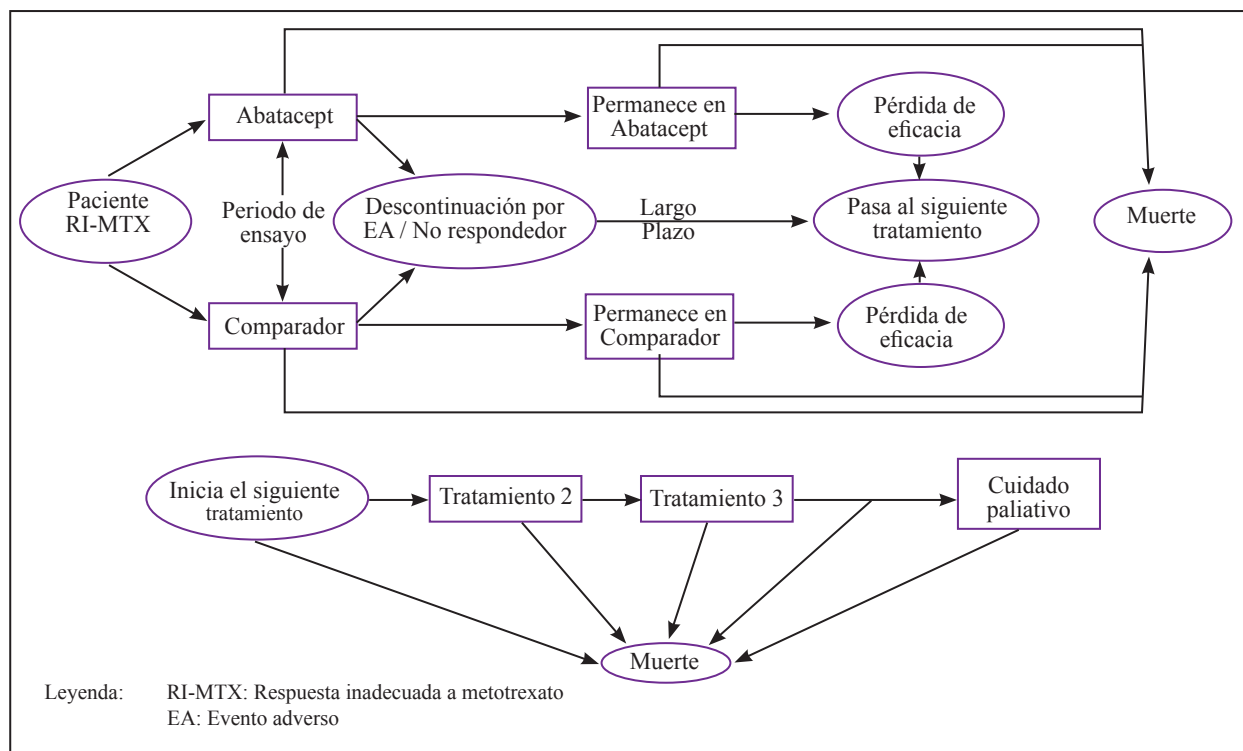 Abatacept
Permanece en
Abatacept
Pérdida de
eficacia
Paciente
RI-MTX
Periodo de
ensayo
Descontinuación por
EA / No respondedor
Largo
Plazo
Pasa al siguiente
tratamiento
Muerte
Comparador
Permanece en
Comparador
Pérdida de
eficacia
Inicia el siguiente
tratamiento
Tratamiento 2
Tratamiento 3
Cuidado
paliativo
Muerte
Leyenda: RI-MTX: Respuesta inadecuada a metotrexato
EA: Evento adverso